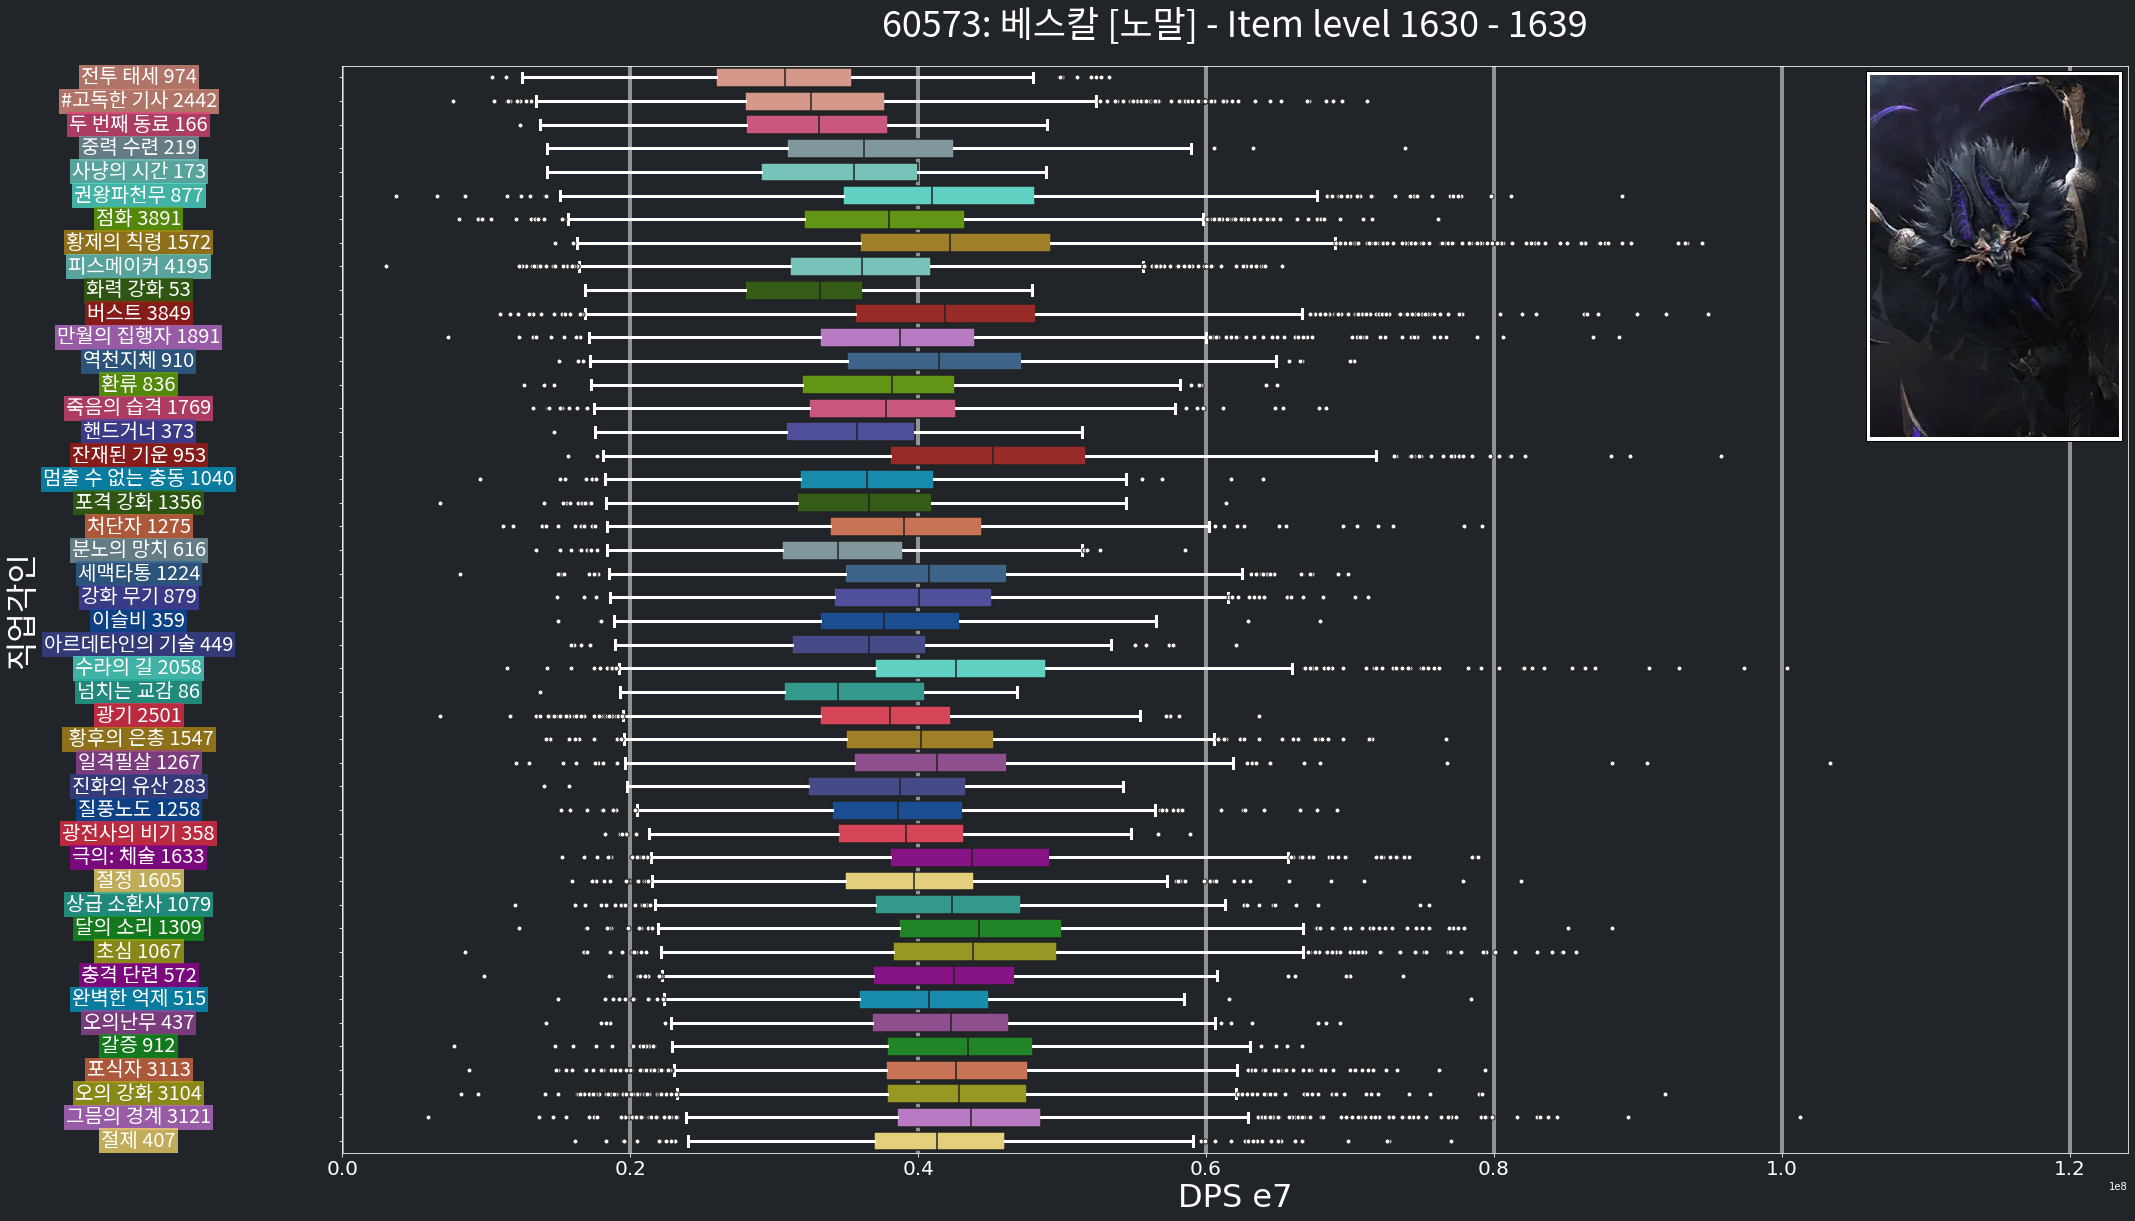 60573: 베스칼 [노말] - Item level 1630 - 1639
직업각인
전투 태세 974
#고독한 기사 2442
두 번째 동료 166
중력 수련 219
사냥의 시간 173
권왕파천무 877
점화 3891
황제의 칙령 1572
피스메이커 4195
화력 강화 53
버스트 3849
만월의 집행자 1891
역천지체 910
환류 836
죽음의 습격 1769
핸드거너 373
잔재된 기운 953
멈출 수 없는 충동 1040
포격 강화 1356
처단자 1275
분노의 망치 616
세맥타통 1224
강화 무기 879
이슬비 359
아르데타인의 기술 449
수라의 길 2058
넘치는 교감 86
광기 2501
황후의 은총 1547
일격필살 1267
진화의 유산 283
질풍노도 1258
광전사의 비기 358
극의: 체술 1633
절정 1605
상급 소환사 1079
달의 소리 1309
초심 1067
충격 단련 572
완벽한 억제 515
오의난무 437
갈증 912
포식자 3113
오의 강화 3104
그믐의 경계 3121
절제 407
0.0 0.2 0.4 0.6 0.8 1.0 1.2
1e8
DPS e7